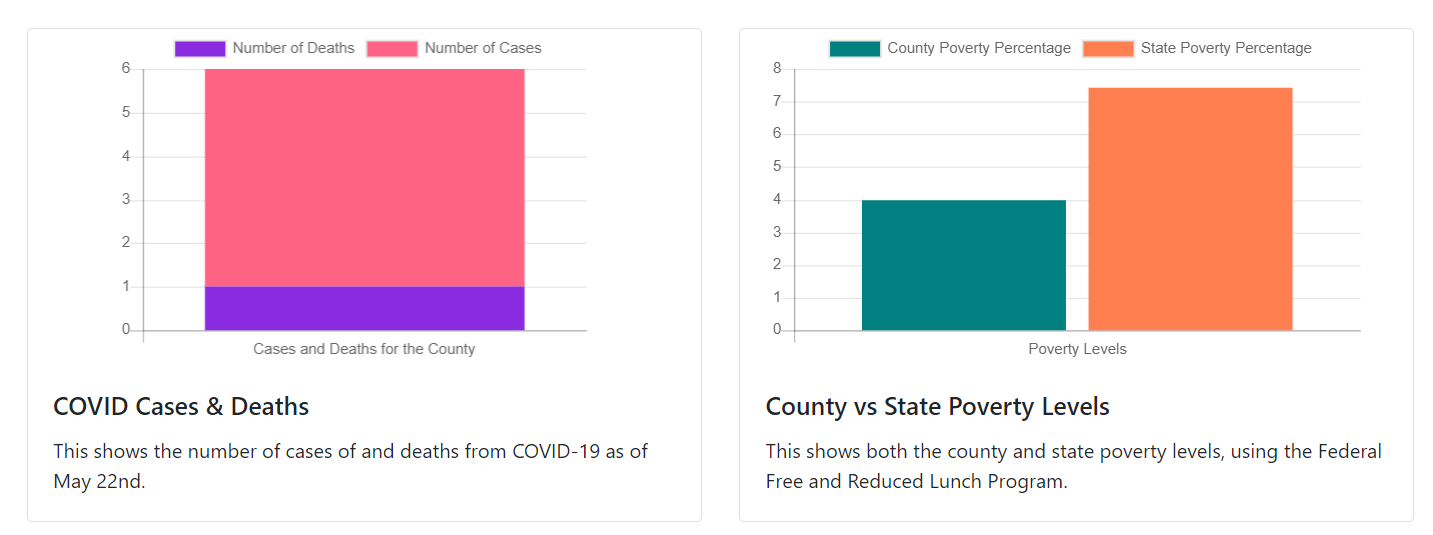 Number of Deaths Number of Cases
6
5
4
3
2
1
0
Cases and Deaths for the County
COVID Cases & Deaths
This shows the number of cases of and deaths from COVID-19 as of
May 22nd.
County Poverty Percentage State Poverty Percentage
8
7
6
5
4
3
2
1
0
Poverty Levels
County vs State Poverty Levels
This shows both the county and state poverty levels, using the Federal
Free and Reduced Lunch Program.